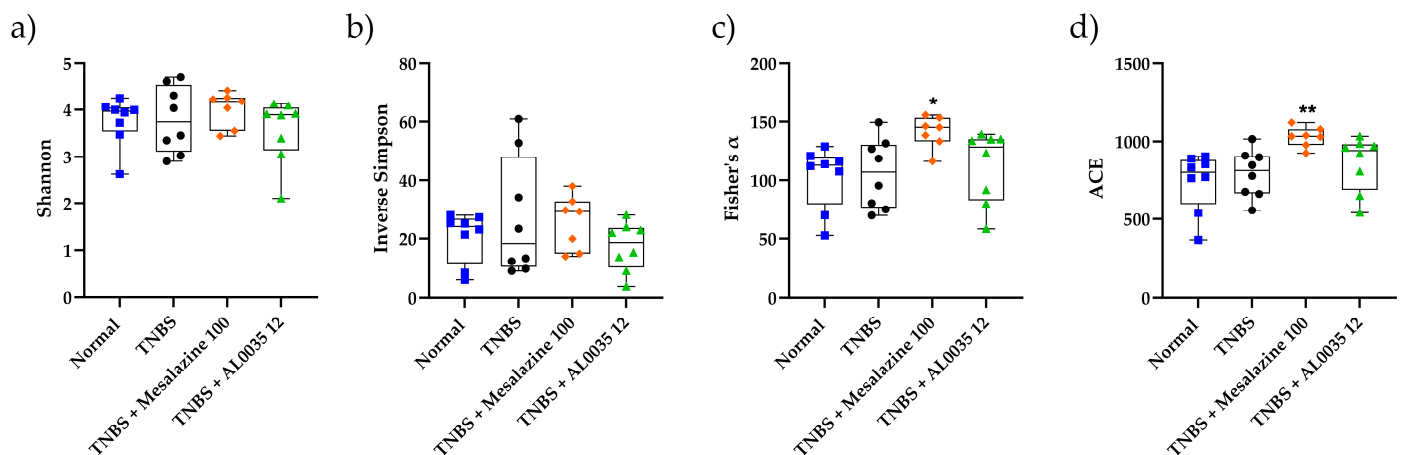 a)
Shannon
5
4
3
2
1
0
Normal
TNBS
TNBS + Mesalazine 100
TNBS + AL0035 12
b)
Inverse Simpson
80
60
40
20
0
Normal
TNBS
TNBS + Mesalazine 100
TNBS + AL0035 12
c)
Fisher's α
200
150
100
50
0
*
Normal
TNBS
TNBS + Mesalazine 100
TNBS + AL0035 12
d)
ACE
1500
1000
500
0
**
Normal
TNBS
TNBS + Mesalazine 100
TNBS + AL0035 12